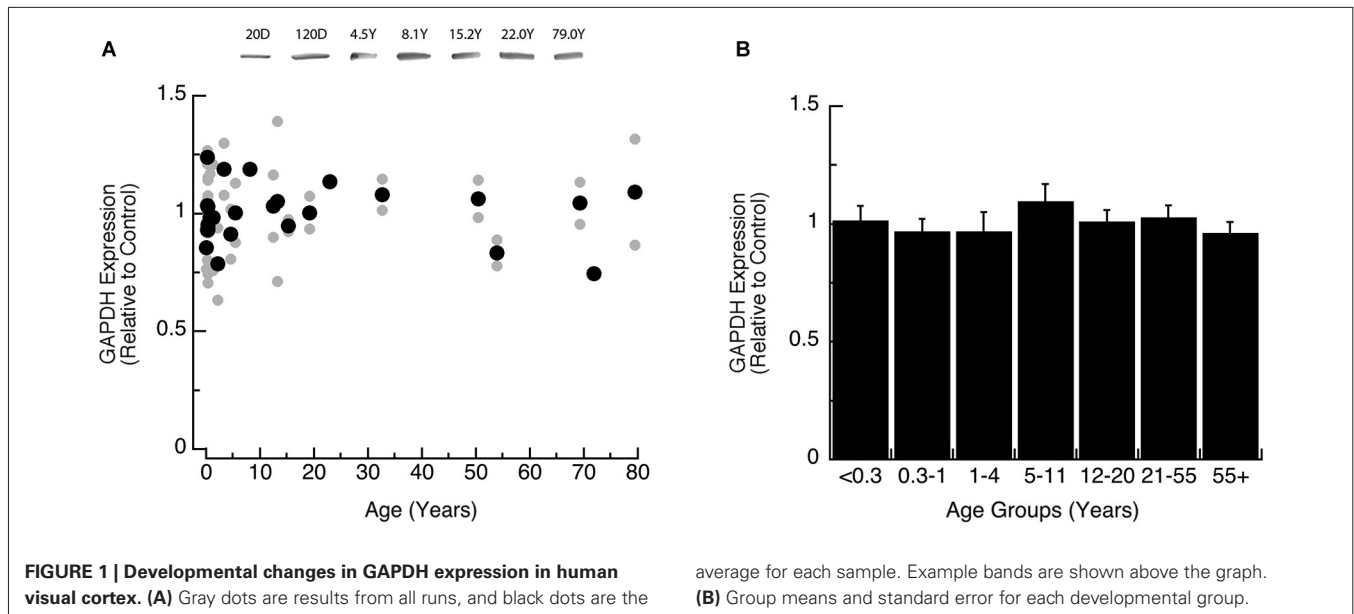 A
20D 120D 4.5Y 8.1Y 15.2Y 22.0Y 79.0Y
1.5
1
0.5
0
GAPDH Expression
(Relative to Control)
0 10 20 30 40 50 60 70 80
Age (Years)
B
1.5
1
0.5
0
GAPDH Expression
(Relative to Control)
<0.3 0.3-1 1-4 5-11 12-20 21-55 55+
Age Groups (Years)
FIGURE 1 | Developmental changes in GAPDH expression in human
visual cortex. (A) Gray dots are results from all runs, and black dots are the
average for each sample. Example bands are shown above the graph.
(B) Group means and standard error for each developmental group.